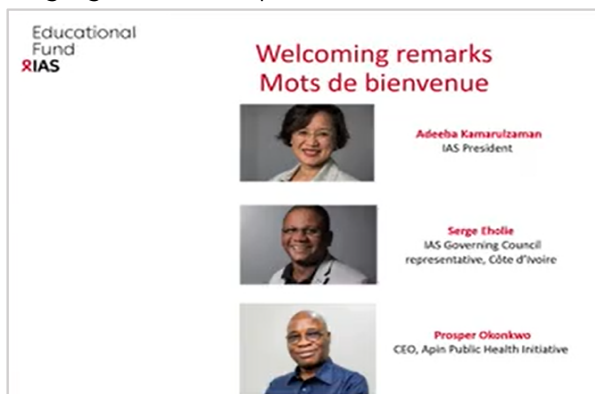 Educational
Fund
IAS
Welcoming remarks
Mots de bienvenue
Adeeba Kamarulzaman
IAS President
Serge Eholie
IAS Governing Council
representative, Côte d'Ivoire
Prosper Okonkwo
CEO, Apin Public Health Initiative